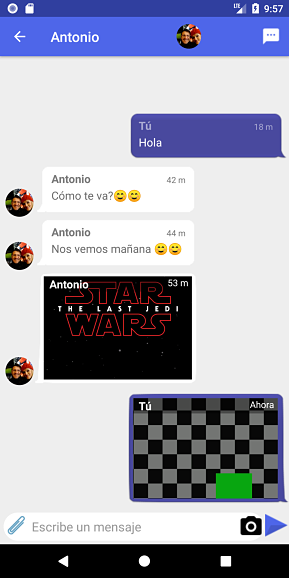 LTE 9:57
Antonio
Tú 18 m
Hola
Antonio 42 m
Cómo te va?😊😊
Antonio 44 m
Nos vemos mañana 😊😊
Antonio 53 m
STAR
THE LAST JEDI
WARS
Tú Ahora
Escribe un mensaje